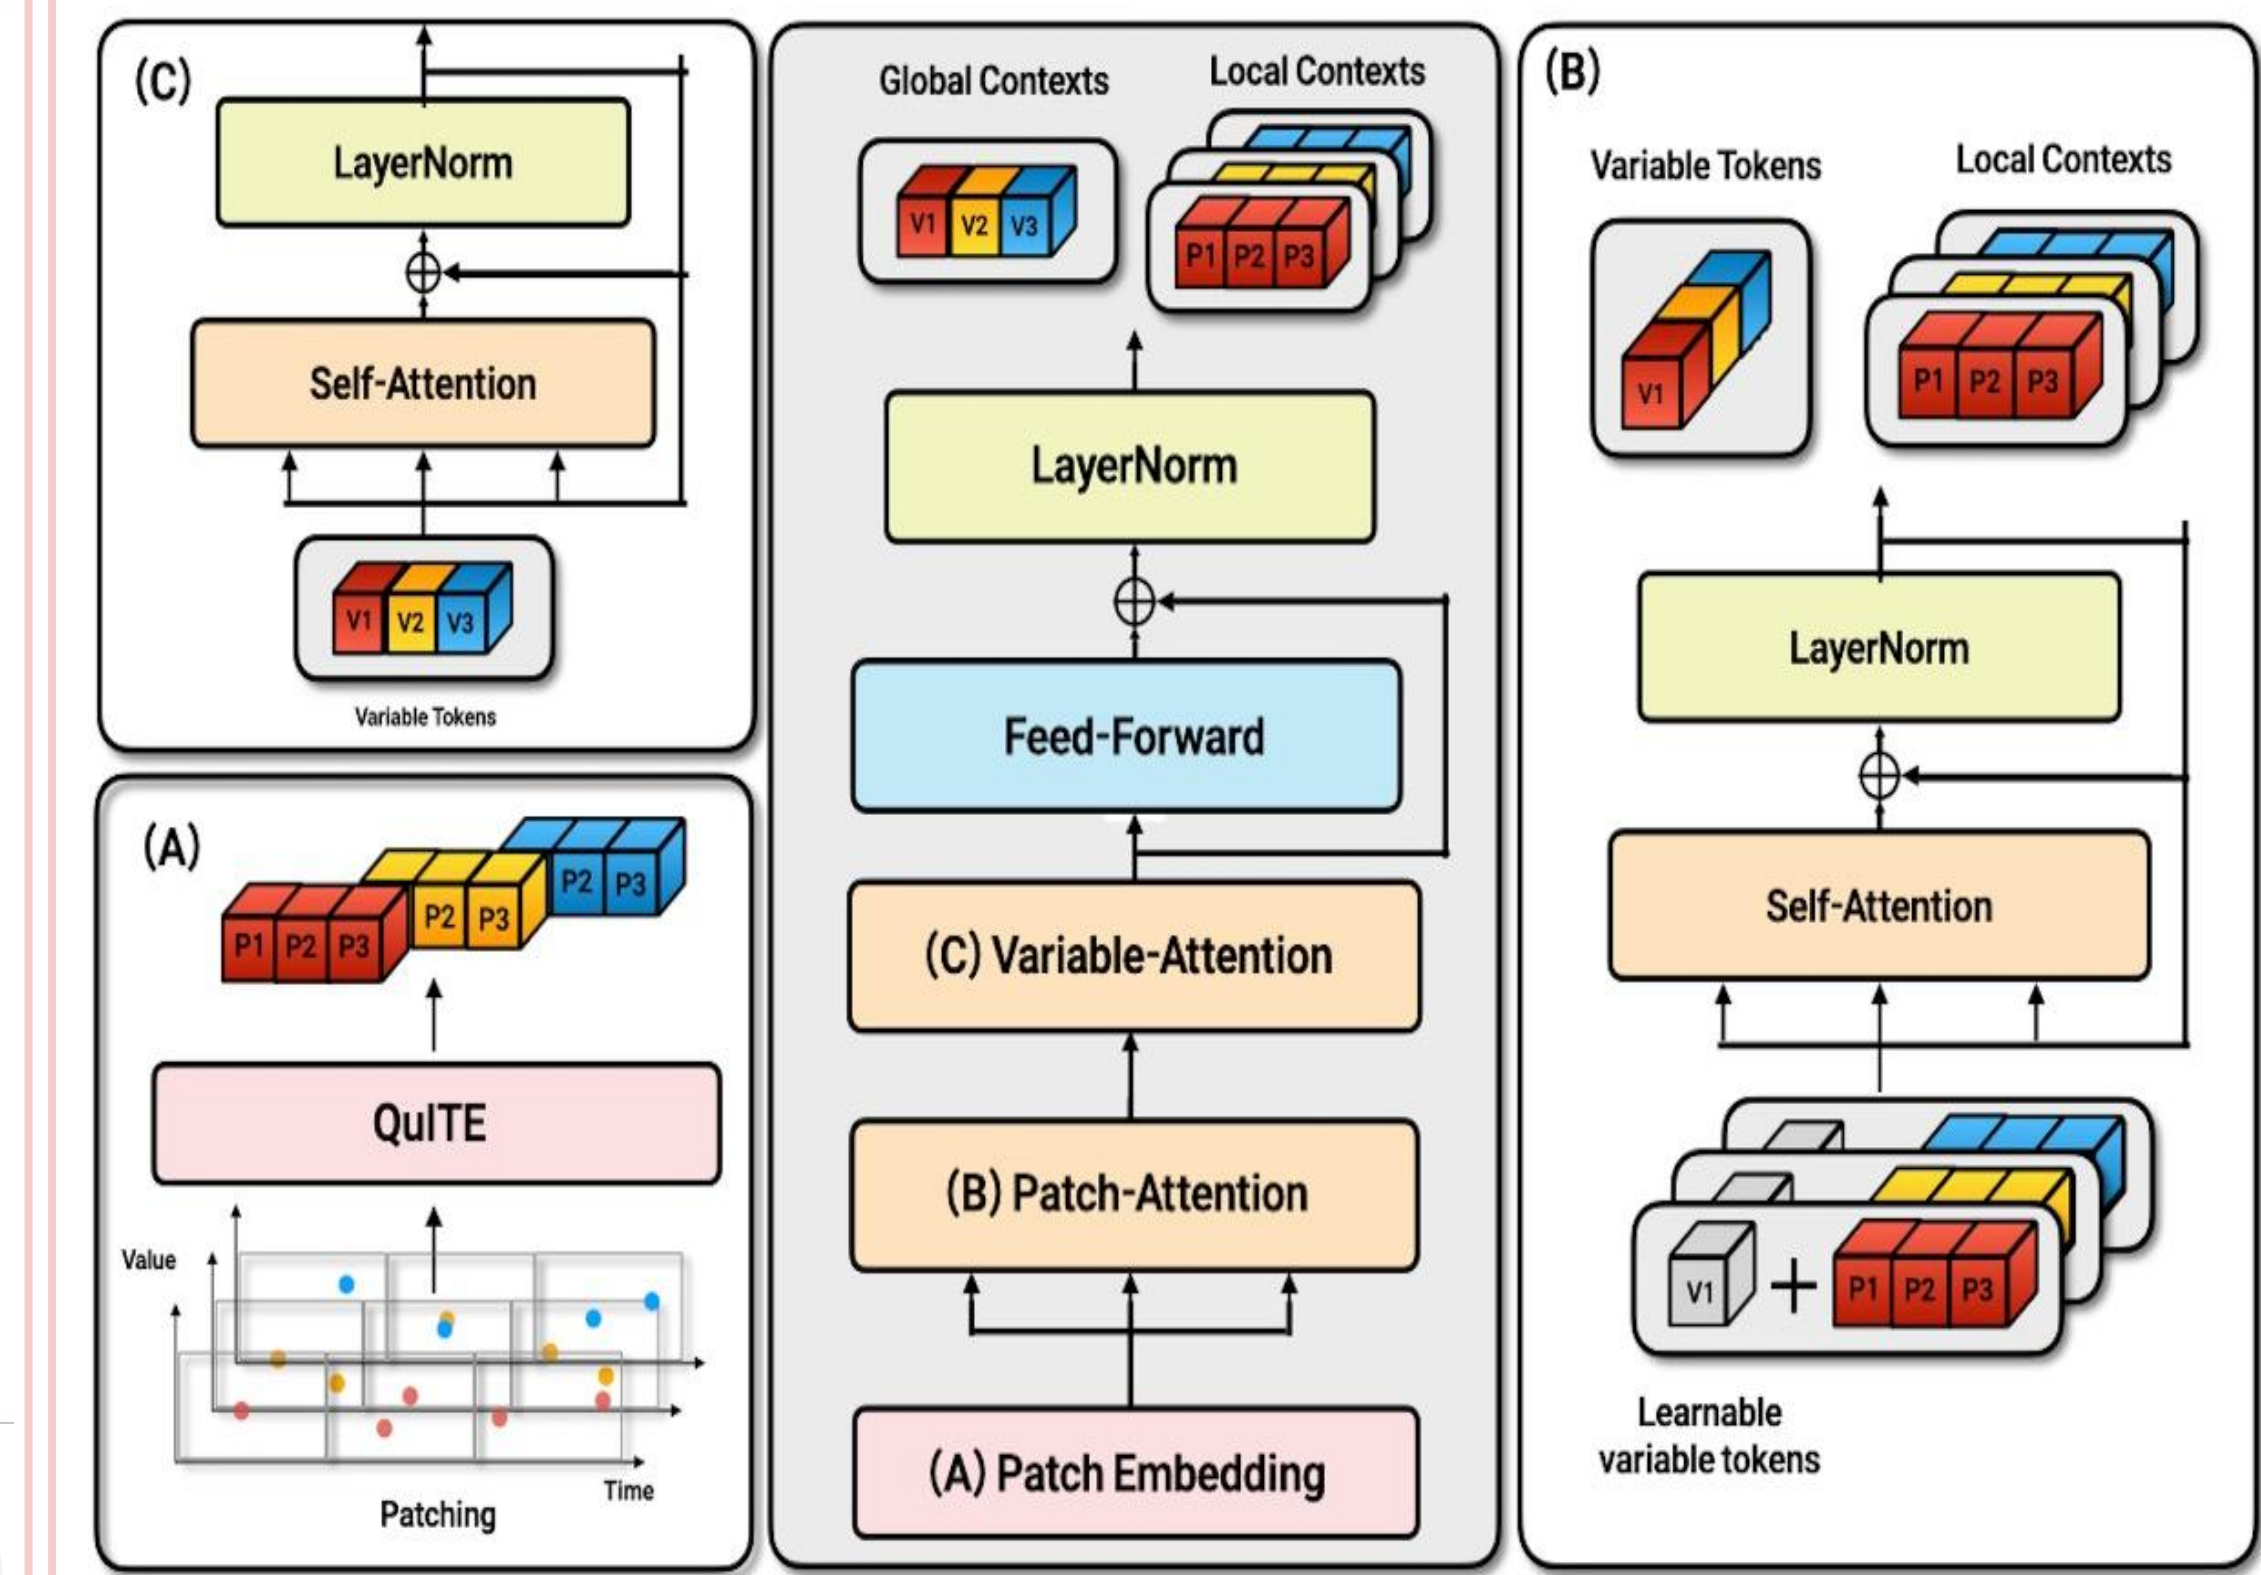 (C)
LayerNorm
Self-Attention
V1 V2 V3
Variable Tokens
(A)
P2 P3
P2 P3
P1 P2 P3
QuITE
Value
Time
Patching
Global Contexts
Local Contexts
V1 V2 V3
P1 P2 P3
LayerNorm
Feed-Forward
(C) Variable-Attention
(B) Patch-Attention
(A) Patch Embedding
(B)
Variable Tokens
Local Contexts
V1
P1 P2 P3
LayerNorm
Self-Attention
V1 + P1 P2 P3
Learnable
variable tokens